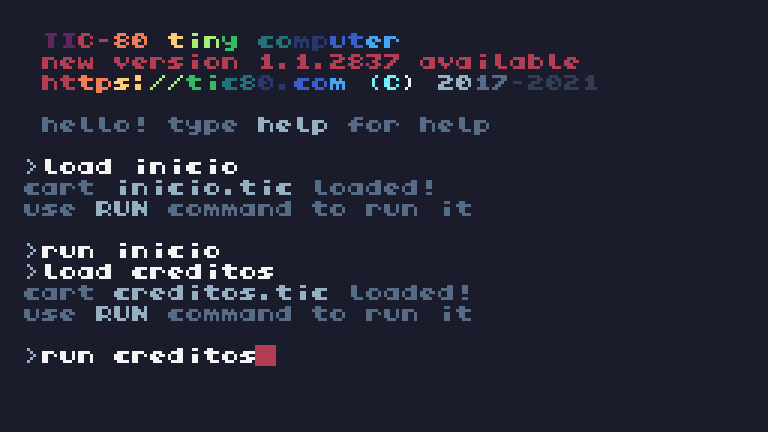 TIC-80 tiny computer
new version 1.1.2837 available
https://tic80.com (C) 2017-2021
hello! type help for help
>load inicio
cart inicio.tic loaded!
use RUN command to run it
>run inicio
>load creditos
cart creditos.tic loaded!
use RUN command to run it
>run creditos